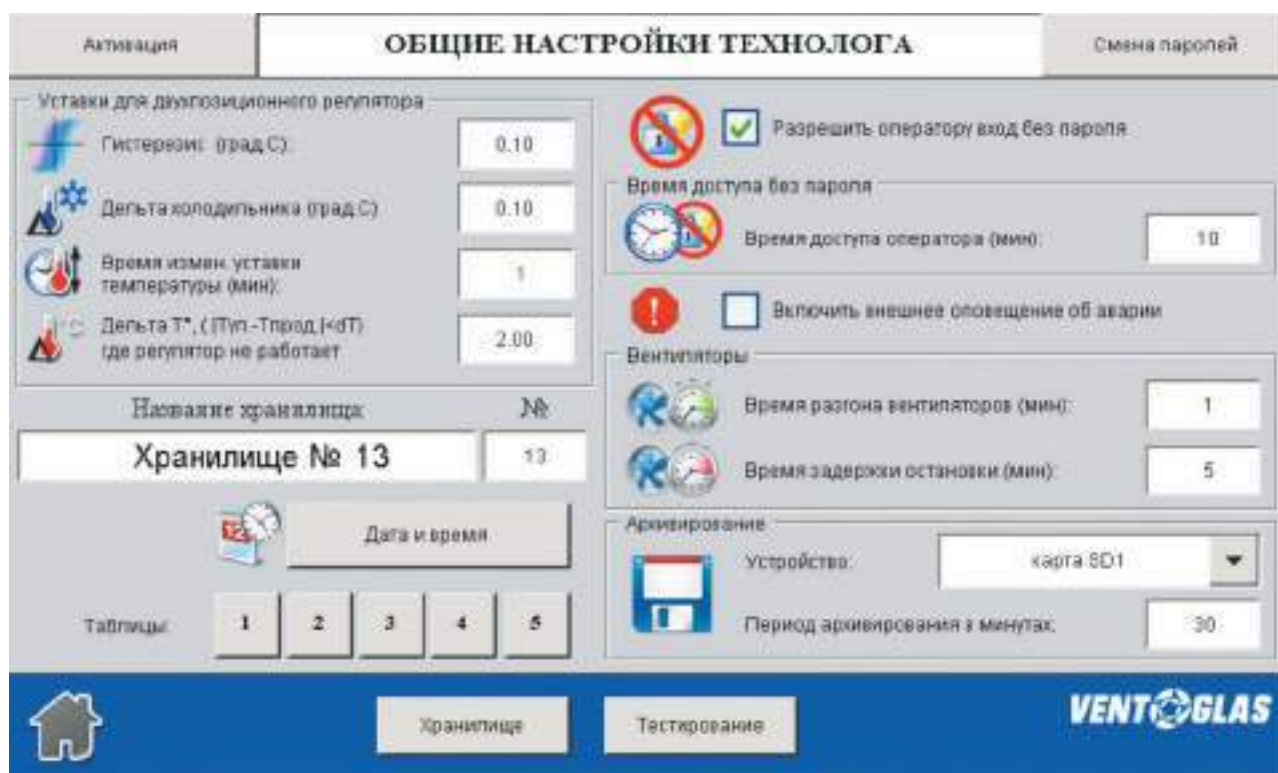 Активация
ОБЩИЕ НАСТРОЙКИ ТЕХНОЛОГА
Смена паролей
Уставки для двухпозиционного регулятора
Гистерезис (град С):
0.10
Дельта холодильника (град С)
0.10
Время измен. уставки
температуры (мин):
1
Дельта Т°, ( |Туп -Тпрод.|<dT)
где регулятор не работает
2.00
Название хранилища:
№
Хранилище № 13
13
Дата и время
Таблицы:
1
2
3
4
5
Разрешить оператору вход без пароля
Время доступа без пароля
Время доступа оператора (мин):
10
Включить внешнее оповещение об аварии
Вентиляторы
Время разгона вентиляторов (мин):
1
Время задержки остановки (мин):
5
Архивирование
Устройство:
карта SD1
Период архивирования в минутах:
30
Хранилище
Тестирование
VENTOGLAS